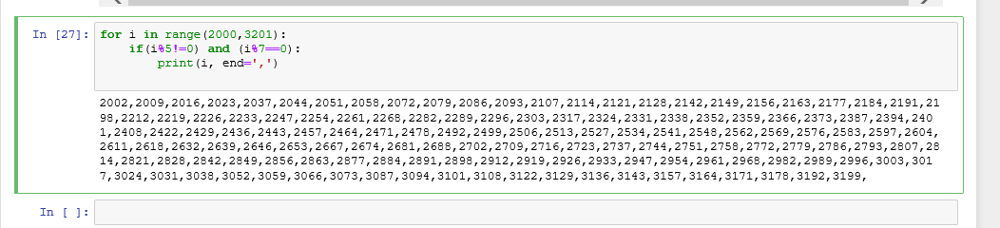 In [27]: for i in range(2000,3201):
    if(i%5!=0) and (i%7==0):
        print(i, end=',')
2002,2009,2016,2023,2037,2044,2051,2058,2072,2079,2086,2093,2107,2114,2121,2128,2142,2149,2156,2163,2177,2184,2191,21
98,2212,2219,2226,2233,2247,2254,2261,2268,2282,2289,2296,2303,2317,2324,2331,2338,2352,2359,2366,2373,2387,2394,240
1,2408,2422,2429,2436,2443,2457,2464,2471,2478,2492,2499,2506,2513,2527,2534,2541,2548,2562,2569,2576,2583,2597,2604,
2611,2618,2632,2639,2646,2653,2667,2674,2681,2688,2702,2709,2716,2723,2737,2744,2751,2758,2772,2779,2786,2793,2807,28
14,2821,2828,2842,2849,2856,2863,2877,2884,2891,2898,2912,2919,2926,2933,2947,2954,2961,2968,2982,2989,2996,3003,301
7,3024,3031,3038,3052,3059,3066,3073,3087,3094,3101,3108,3122,3129,3136,3143,3157,3164,3171,3178,3192,3199,
In [ ]: